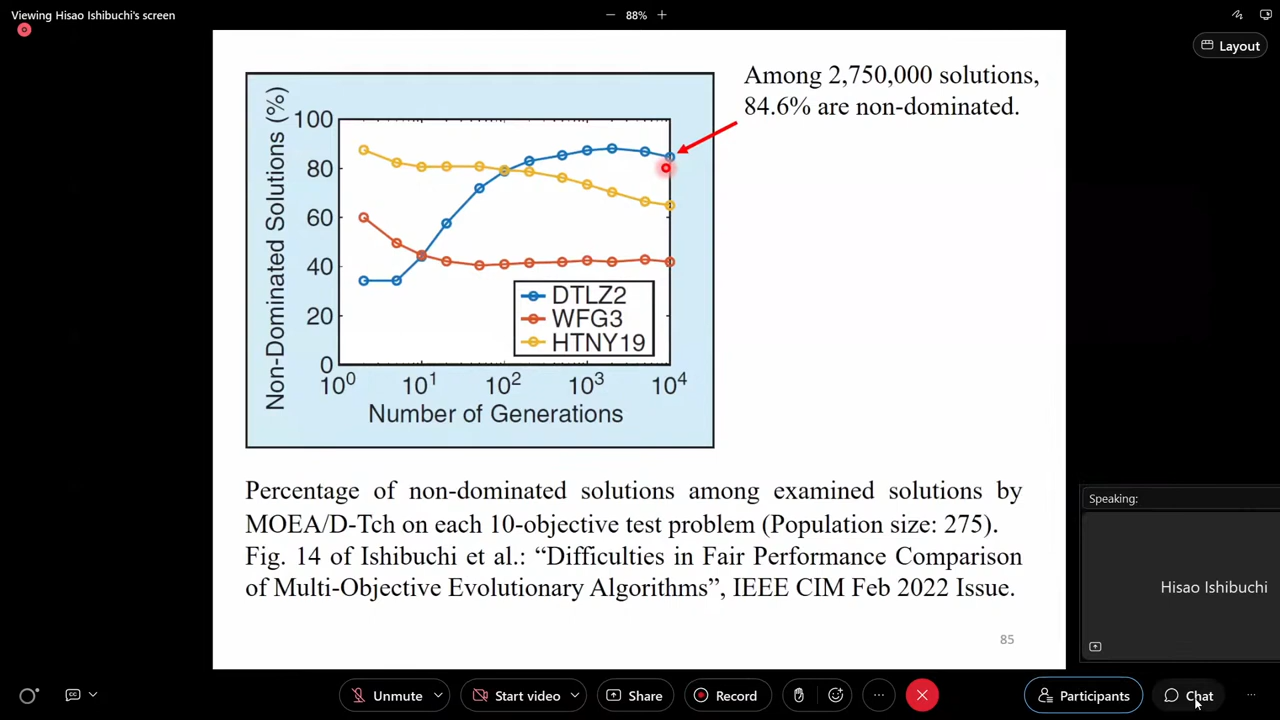 Viewing Hisao Ishibuchi's screen
88%
Layout
Among 2,750,000 solutions,
84.6% are non-dominated.
Non-Dominated Solutions (%)
100
80
60
40
20
0
DTLZ2
WFG3
HTNY19
10^0 10^1 10^2 10^3 10^4
Number of Generations
Percentage of non-dominated solutions among examined solutions by
MOEA/D-Tch on each 10-objective test problem (Population size: 275).
Fig. 14 of Ishibuchi et al.: “Difficulties in Fair Performance Comparison
of Multi-Objective Evolutionary Algorithms”, IEEE CIM Feb 2022 Issue.
85
Speaking:
Hisao Ishibuchi
CC
Unmute
Start video
Share
Record
Participants
Chat